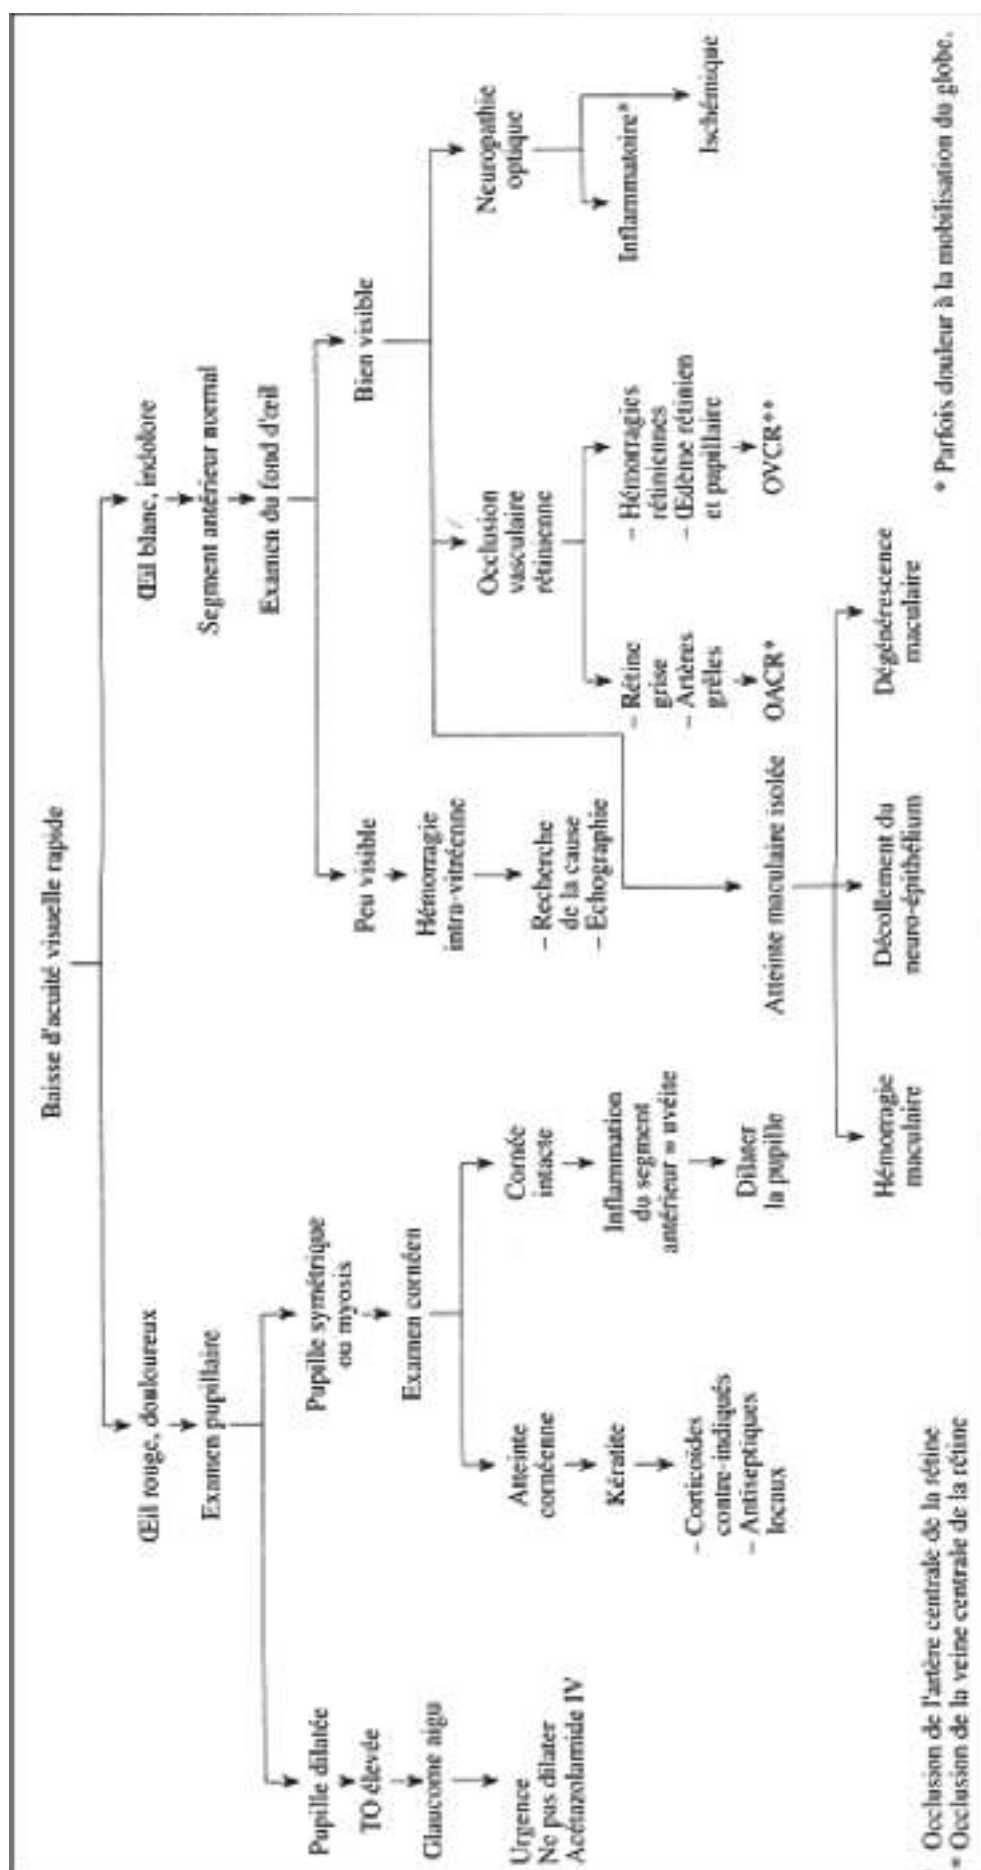 Baisse d'acuité visuelle rapide
Œil rouge, douloureux
Examen pupillaire
Pupille dilatée
TO élevée
Glaucome aigu
Urgence
Ne pas dilater
Acétazolamide IV
Pupille symétrique
ou myosis
Examen cornéen
Atteinte
cornéenne
Kératite
– Corticoïdes
contre-indiqués
– Antiseptiques
locaux
Cornée
intacte
Inflammation
du segment
antérieur = uvéite
Dilater
la pupille
Œil blanc, indolore
Segment antérieur normal
Examen du fond d'œil
Peu visible
Hémorragie
intra-vitréenne
– Recherche
de la cause
– Echographie
Bien visible
Atteinte maculaire isolée
Hémorragie
maculaire
Décollement du
neuro-épithélium
Dégénérescence
maculaire
Occlusion
vasculaire
rétinienne
– Rétine
grise
– Artères
grêles
OACR*
– Hémorragies
rétiniennes
– Œdème rétinien
et papillaire
OVCR**
Neuropathie
optique
Inflammatoire*
Ischémique
Occlusion de l'artère centrale de la rétine
* Occlusion de la veine centrale de la rétine
* Parfois douleur à la mobilisation du globe.